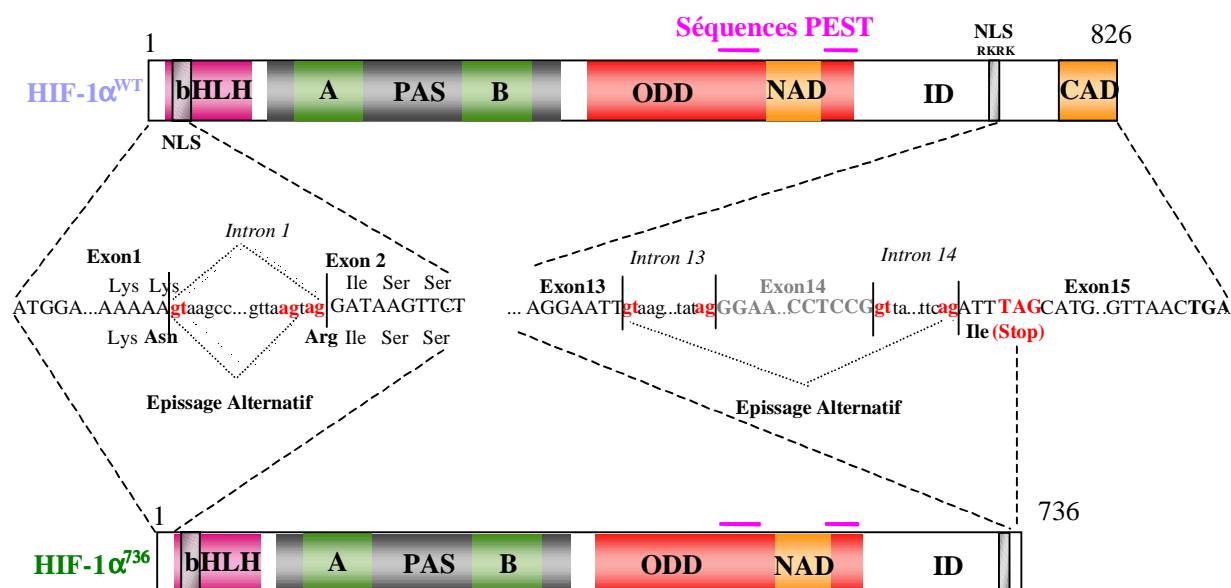 Séquences PEST
1
NLS
RKRK
826
HIF-1α^WT
bHLH A PAS B ODD NAD ID CAD
NLS
Intron 1
Exon1 Exon 2
Lys Lys Ile Ser Ser
ATGGA...AAAAAgtaagcc...gttaagtagGATAAGTTCT
Lys Asn Arg Ile Ser Ser
Epissage Alternatif
Intron 13 Intron 14
Exon13 Exon14 Exon15
... AGGAATTgtaag..tatagGGAA..CCTCCGgtta...ttcagATTTAGCATG..GTTAACTGA
Ile (Stop)
Epissage Alternatif
1
736
HIF-1α^736
bHLH A PAS B ODD NAD ID